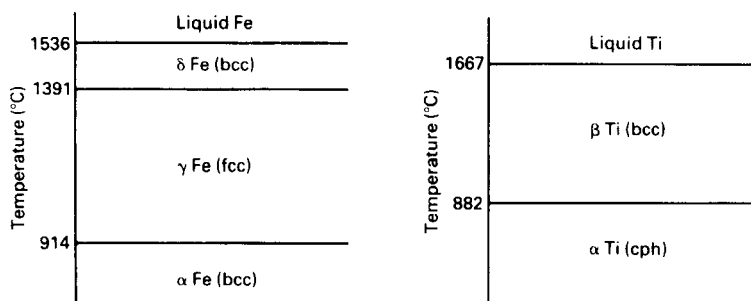 Liquid Fe
1536
δ Fe (bcc)
1391
γ Fe (fcc)
914
α Fe (bcc)
Temperature (°C)
Liquid Ti
1667
β Ti (bcc)
882
α Ti (cph)
Temperature (°C)